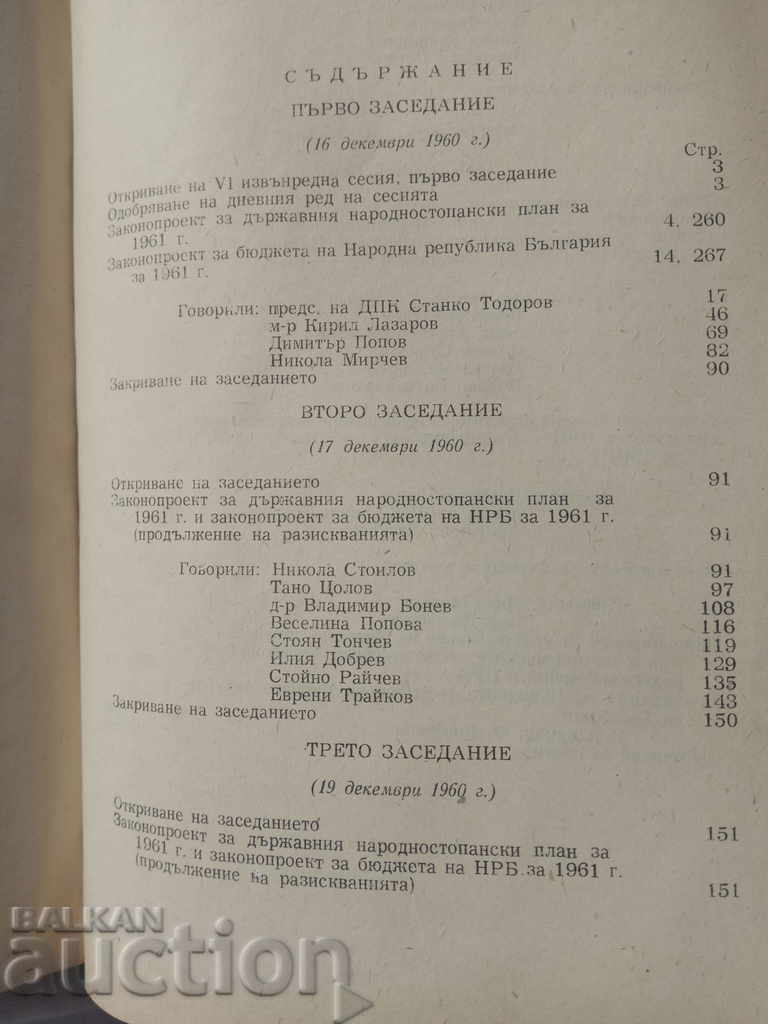 СЪДЪРЖАНИЕ
ПЪРВО ЗАСЕДАНИЕ
(16 декември 1960 г.)
Стр.
Откриване на VI извънредна сесия, първо заседание 3
Одобряване на дневния ред на сесията 3
Законопроект за държавния народностопански план за
1961 г. 4, 260
Законопроект за бюджета на Народна република България
за 1961 г. 14, 267
Говорили: предс. на ДПК Станко Тодоров 17
м-р Кирил Лазаров 46
Димитър Попов 69
Никола Мирчев 82
Закриване на заседанието 90
ВТОРО ЗАСЕДАНИЕ
(17 декември 1960 г.)
Откриване на заседанието 91
Законопроект за държавния народностопански план за
1961 г. и законопроект за бюджета на НРБ за 1961 г.
(продължение на разискванията) 91
Говорили: Никола Стоилов 91
Тано Цолов 97
д-р Владимир Бонев 108
Веселина Попова 116
Стоян Тончев 119
Илия Добрев 129
Стойно Райчев 135
Еврени Трайков 143
Закриване на заседанието 150
ТРЕТО ЗАСЕДАНИЕ
(19 декември 1960 г.)
Откриване на заседанието 151
Законопроект за държавния народностопански план за
1961 г. и законопроект за бюджета на НРБ за 1961 г.
(продължение на разискванията) 151
BALKAN
auction